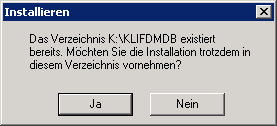 Installieren
Das Verzeichnis K:\KLIFDMDB existiert
bereits. Möchten Sie die Installation trotzdem in
diesem Verzeichnis vornehmen?
Ja
Nein